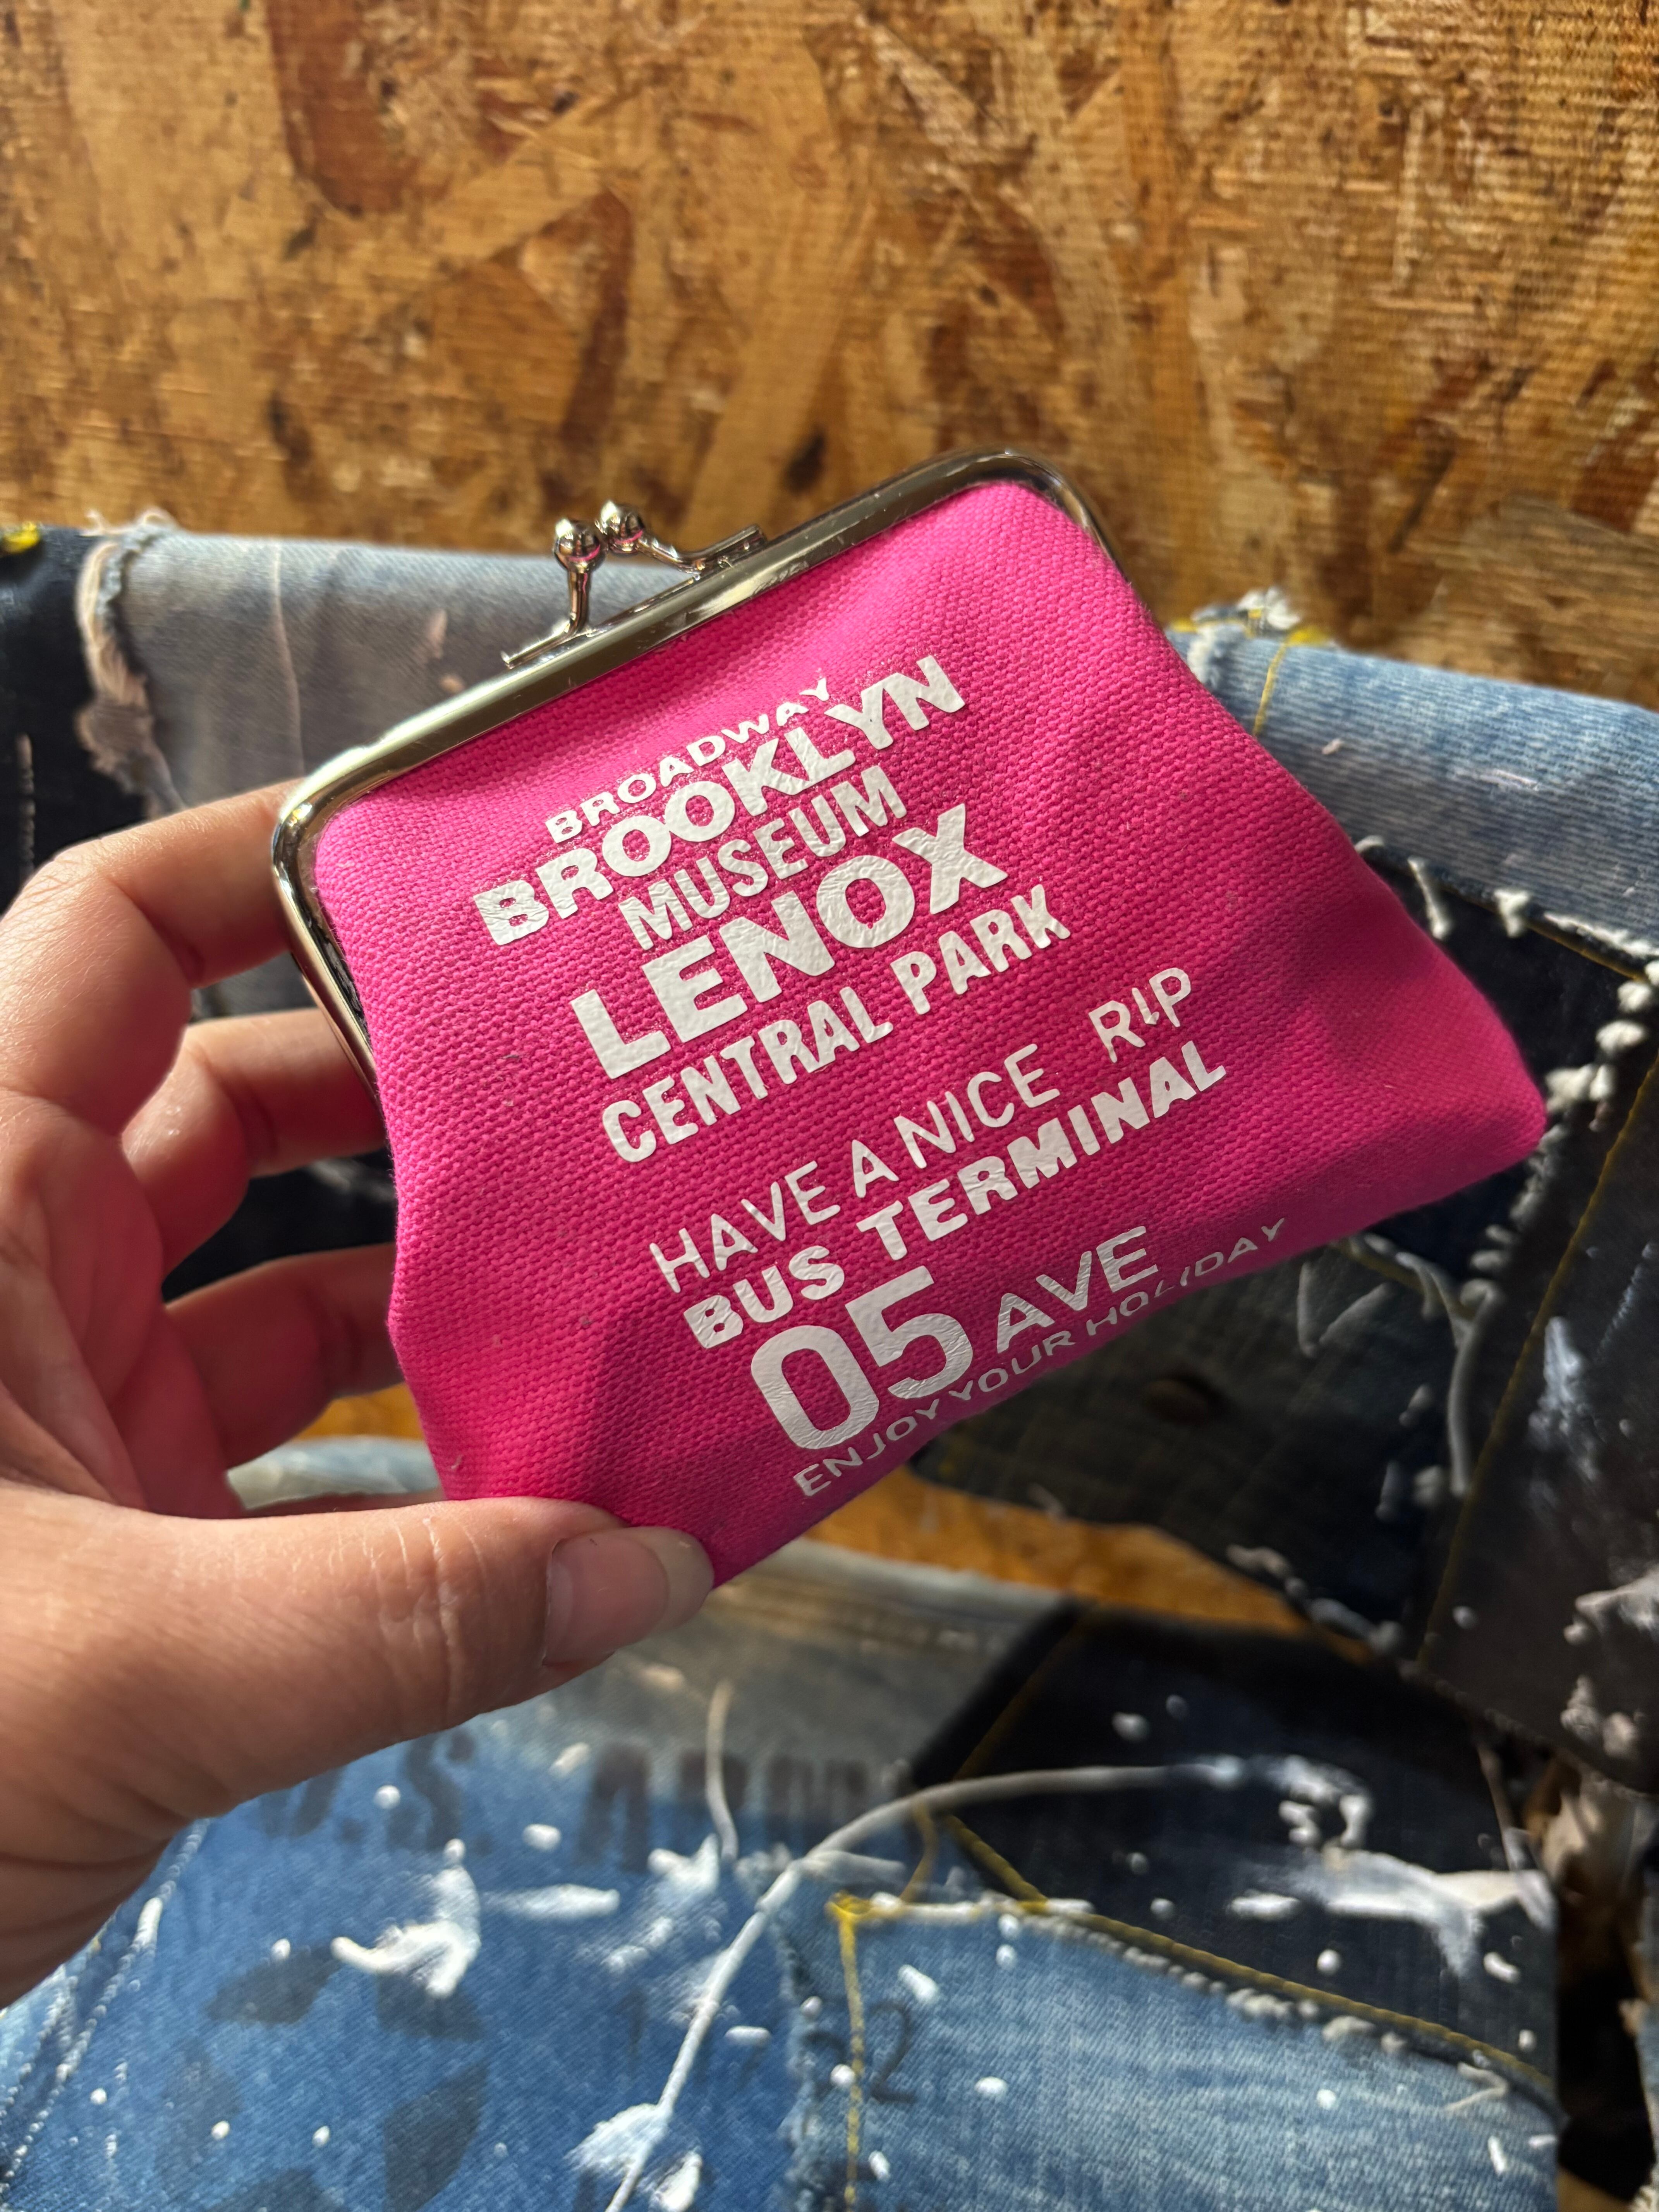 BROADWAY
BROOKLYN
MUSEUM
LENOX
CENTRAL PARK
HAVE A NICE RIP
BUS TERMINAL
05 AVE
ENJOY YOUR HOLIDAY
U.S.